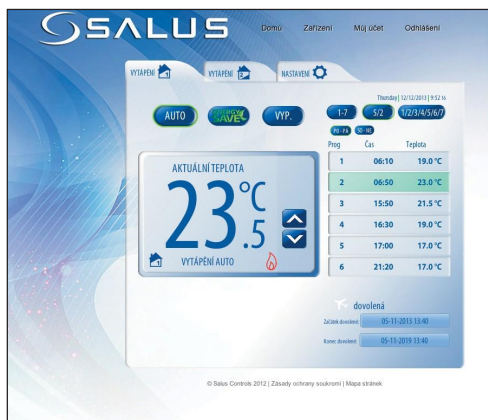 SALUS
Domů Zařízení Můj účet Odhlášení
VYTÁPĚNÍ 1 VYTÁPĚNÍ 2 NASTAVENÍ
Thursday | 12/12/2013 | 9:52
AUTO ENERGY SAVE VYP. 1-7 5/2 1/2/3/4/5/6/7
PO - PÁ SO - NE
Prog Čas Teplota
1 06:10 19.0 °C
2 06:50 23.0 °C
3 15:50 21.5 °C
4 16:30 19.0 °C
5 17:00 17.0 °C
6 21:20 17.0 °C
AKTUÁLNÍ TEPLOTA
23.5 °C
1 VYTÁPĚNÍ AUTO
dovolená
Začátek dovolené: 05-11-2013 13:40
Konec dovolené: 05-11-2019 13:40
© Salus Controls 2012 | Zásady ochrany soukromí | Mapa stránek